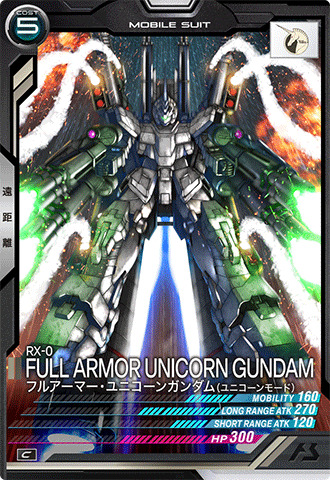 COST
5
MOBILE SUIT
遠距離
RX-0
FULL ARMOR UNICORN GUNDAM
フルアーマー・ユニコーンガンダム(ユニコーンモード)
MOBILITY 160
LONG RANGE ATK 270
SHORT RANGE ATK 120
HP 300
C